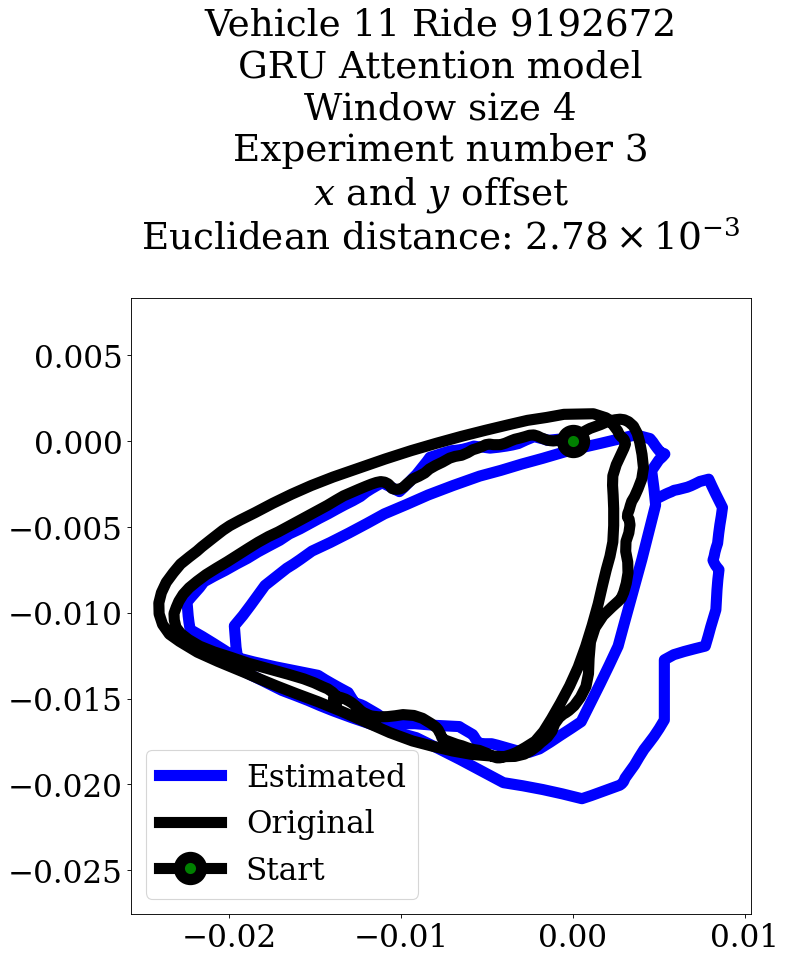 Vehicle 11 Ride 9192672
GRU Attention model
Window size 4
Experiment number 3
x and y offset
Euclidean distance: 2.78 × 10⁻³
0.005
0.000
−0.005
−0.010
−0.015
−0.020
−0.025
Estimated
Original
Start
−0.02
−0.01
0.00
0.01